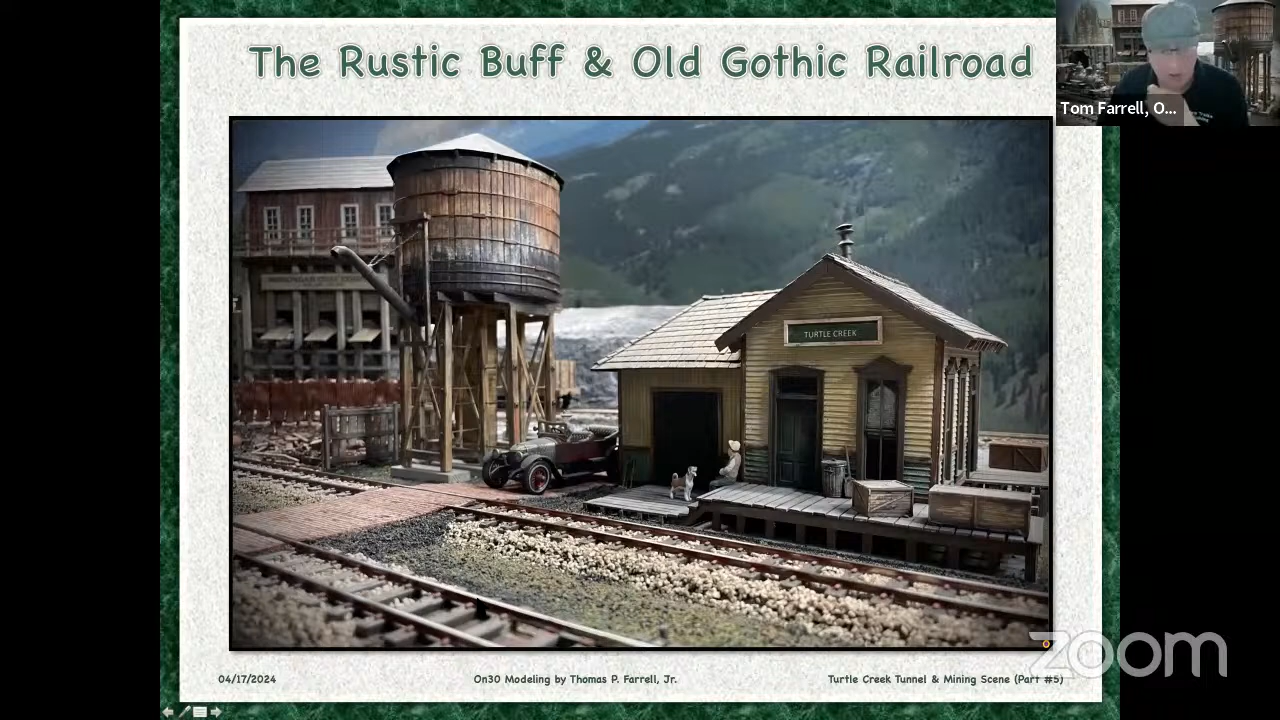 The Rustic Buff & Old Gothic Railroad
Tom Farrell, O...
TURTLE CREEK
zoom
04/17/2024
On30 Modeling by Thomas P. Farrell, Jr.
Turtle Creek Tunnel & Mining Scene (Part #5)